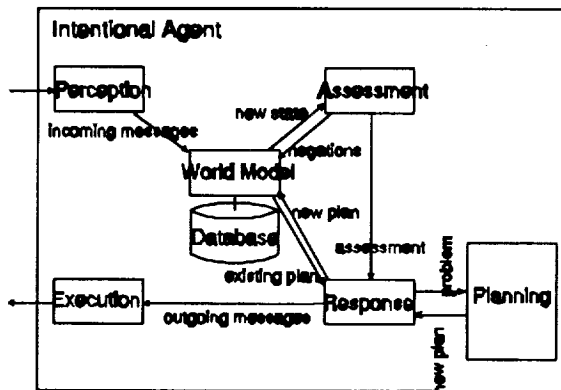 Intentional Agent
Perception
Assessment
new state
incoming messages
negations
World Model
new plan
Database
assessment
existing plan
problem
Execution
Response
Planning
outgoing messages
new plan